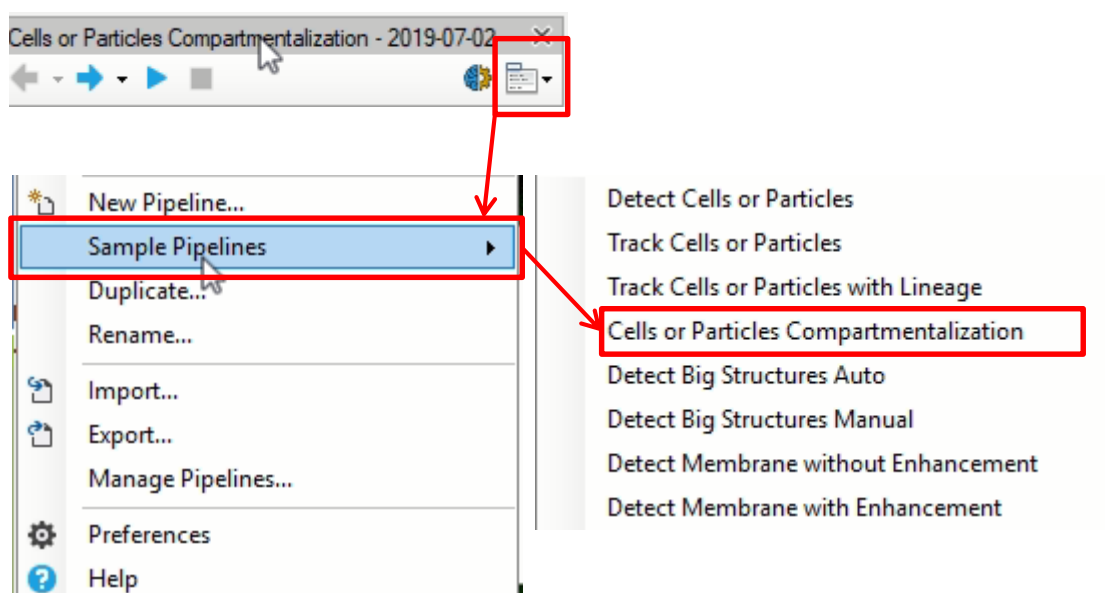 Cells or Particles Compartmentalization - 2019-07-02
New Pipeline...
Sample Pipelines
Duplicate...
Rename...
Import...
Export...
Manage Pipelines...
Preferences
Help
Detect Cells or Particles
Track Cells or Particles
Track Cells or Particles with Lineage
Cells or Particles Compartmentalization
Detect Big Structures Auto
Detect Big Structures Manual
Detect Membrane without Enhancement
Detect Membrane with Enhancement